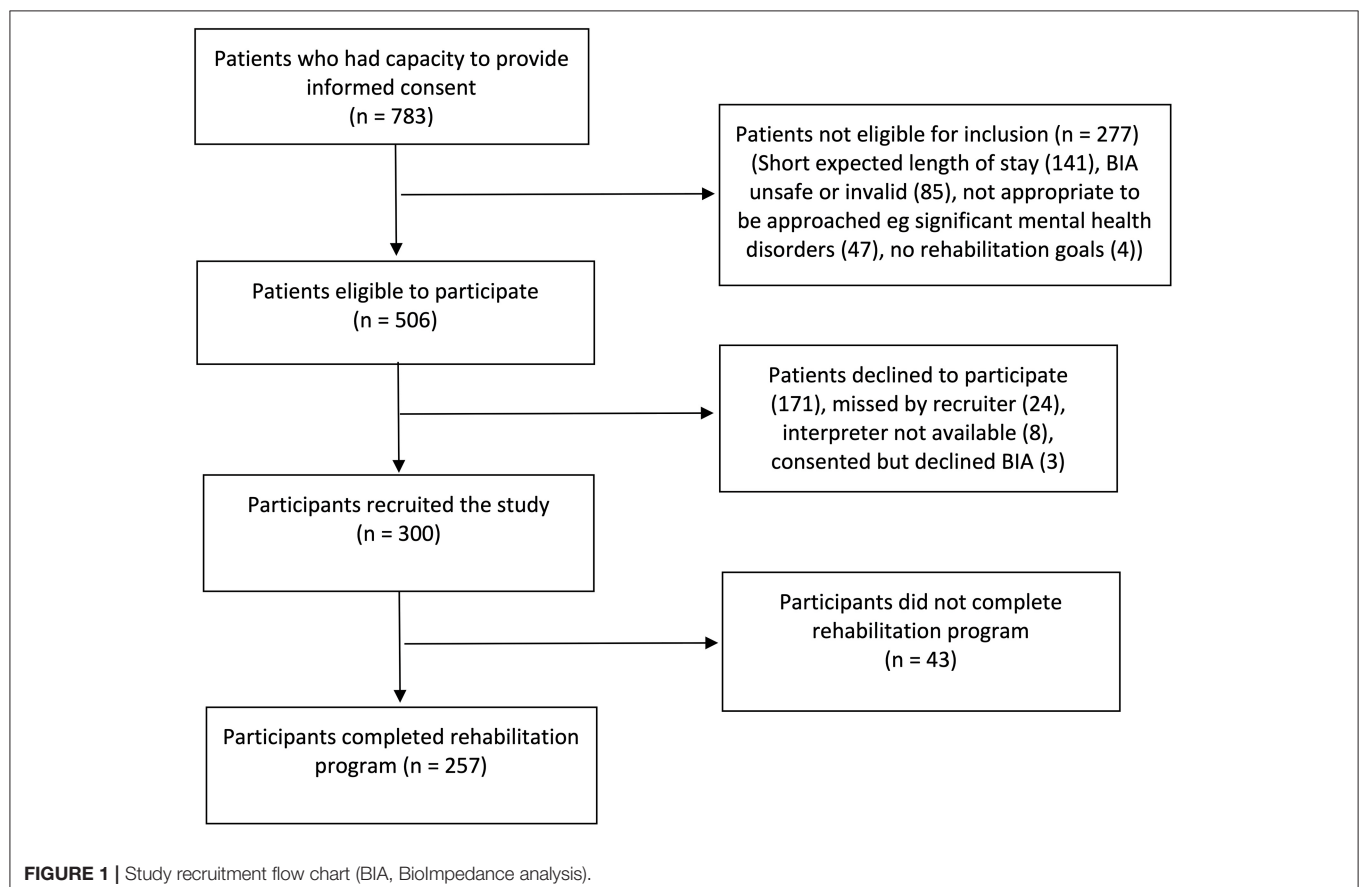 Patients who had capacity to provide
informed consent
(n = 783)
Patients not eligible for inclusion (n = 277)
(Short expected length of stay (141), BIA
unsafe or invalid (85), not appropriate to
be approached eg significant mental health
disorders (47), no rehabilitation goals (4))
Patients eligible to participate
(n = 506)
Patients declined to participate
(171), missed by recruiter (24),
interpreter not available (8),
consented but declined BIA (3)
Participants recruited the study
(n = 300)
Participants did not complete
rehabilitation program
(n = 43)
Participants completed rehabilitation
program (n = 257)
FIGURE 1 | Study recruitment flow chart (BIA, BioImpedance analysis).